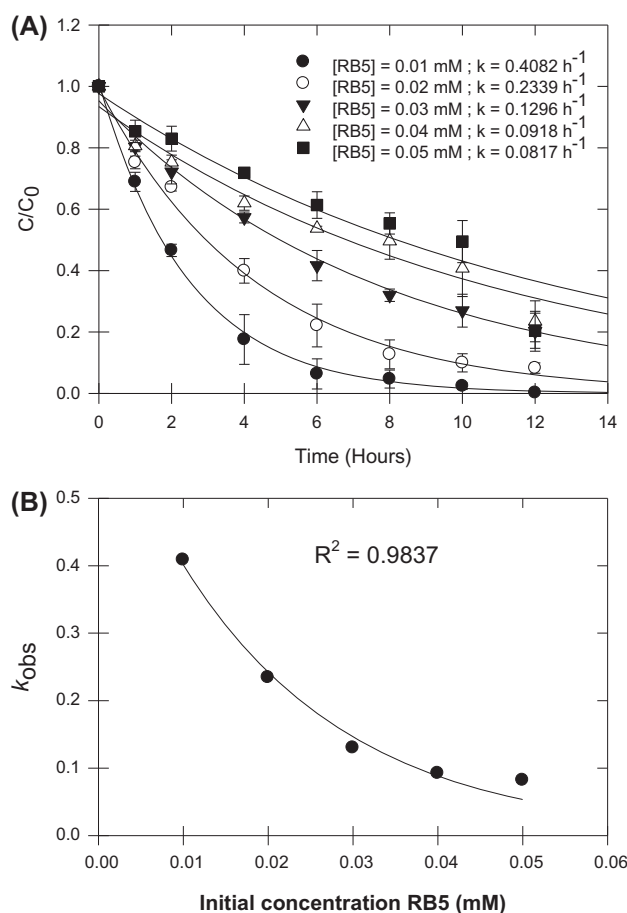 (A)
1.2
1.0
0.8
0.6
0.4
0.2
0.0
C/C₀
[RB5] = 0.01 mM ; k = 0.4082 h⁻¹
[RB5] = 0.02 mM ; k = 0.2339 h⁻¹
[RB5] = 0.03 mM ; k = 0.1296 h⁻¹
[RB5] = 0.04 mM ; k = 0.0918 h⁻¹
[RB5] = 0.05 mM ; k = 0.0817 h⁻¹
0 2 4 6 8 10 12 14
Time (Hours)
(B)
0.5
0.4
0.3
0.2
0.1
0.0
kobs
R² = 0.9837
0.00 0.01 0.02 0.03 0.04 0.05 0.06
Initial concentration RB5 (mM)